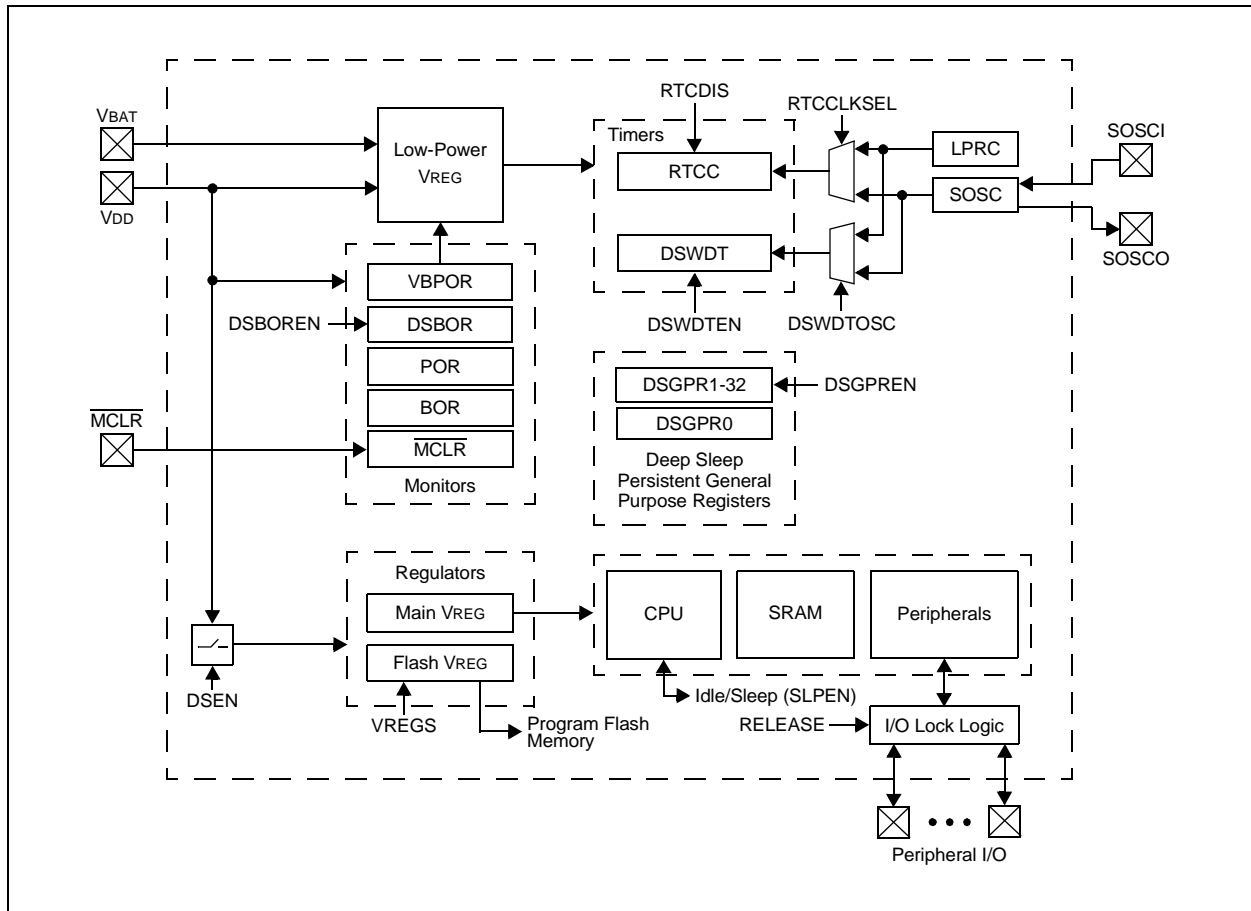 VBAT
VDD
MCLR
Low-Power
VREG
VBPOR
DSBOREN
DSBOR
POR
BOR
MCLR
Monitors
RTCDIS
RTCCLKSEL
Timers
RTCC
LPRC
SOSC
SOSCI
SOSCO
DSWDT
DSWDTEN
DSWDTOSC
DSGPR1-32
DSGPREN
DSGPR0
Deep Sleep
Persistent General
Purpose Registers
Regulators
Main VREG
Flash VREG
DSEN
VREGS
Program Flash
Memory
CPU
SRAM
Peripherals
Idle/Sleep (SLPEN)
RELEASE
I/O Lock Logic
Peripheral I/O